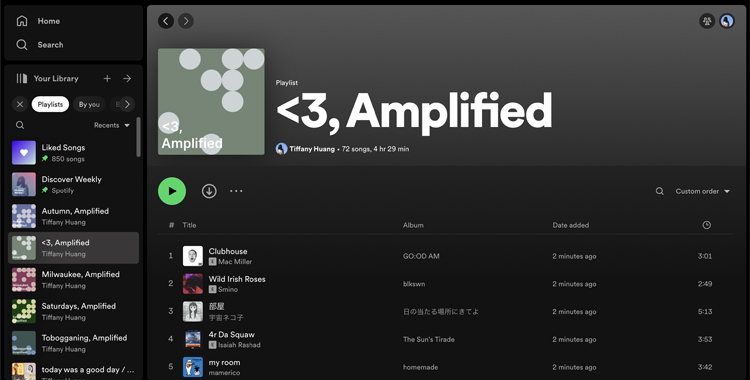 Home
Search
Your Library
Playlists
By you
Recents
Liked Songs
850 songs
Discover Weekly
Spotify
Autumn, Amplified
Tiffany Huang
<3, Amplified
Tiffany Huang
Milwaukee, Amplified
Tiffany Huang
Saturdays, Amplified
Tiffany Huang
Tobogganing, Amplified
Tiffany Huang
today was a good day / ...
Tiffany Huang
<3,
Amplified
Playlist
<3, Amplified
Tiffany Huang • 72 songs, 4 hr 29 min
Custom order
# Title Album Date added
1 Clubhouse GO:OD AM 2 minutes ago 3:01
E Mac Miller
2 Wild Irish Roses blkswn 2 minutes ago 2:49
E Smino
3 部屋 日の当たる場所にきてよ 2 minutes ago 5:13
宇宙ネコ子
4 4r Da Squaw The Sun's Tirade 2 minutes ago 3:53
E Isaiah Rashad
5 my room homemade 2 minutes ago 3:42
mamerico